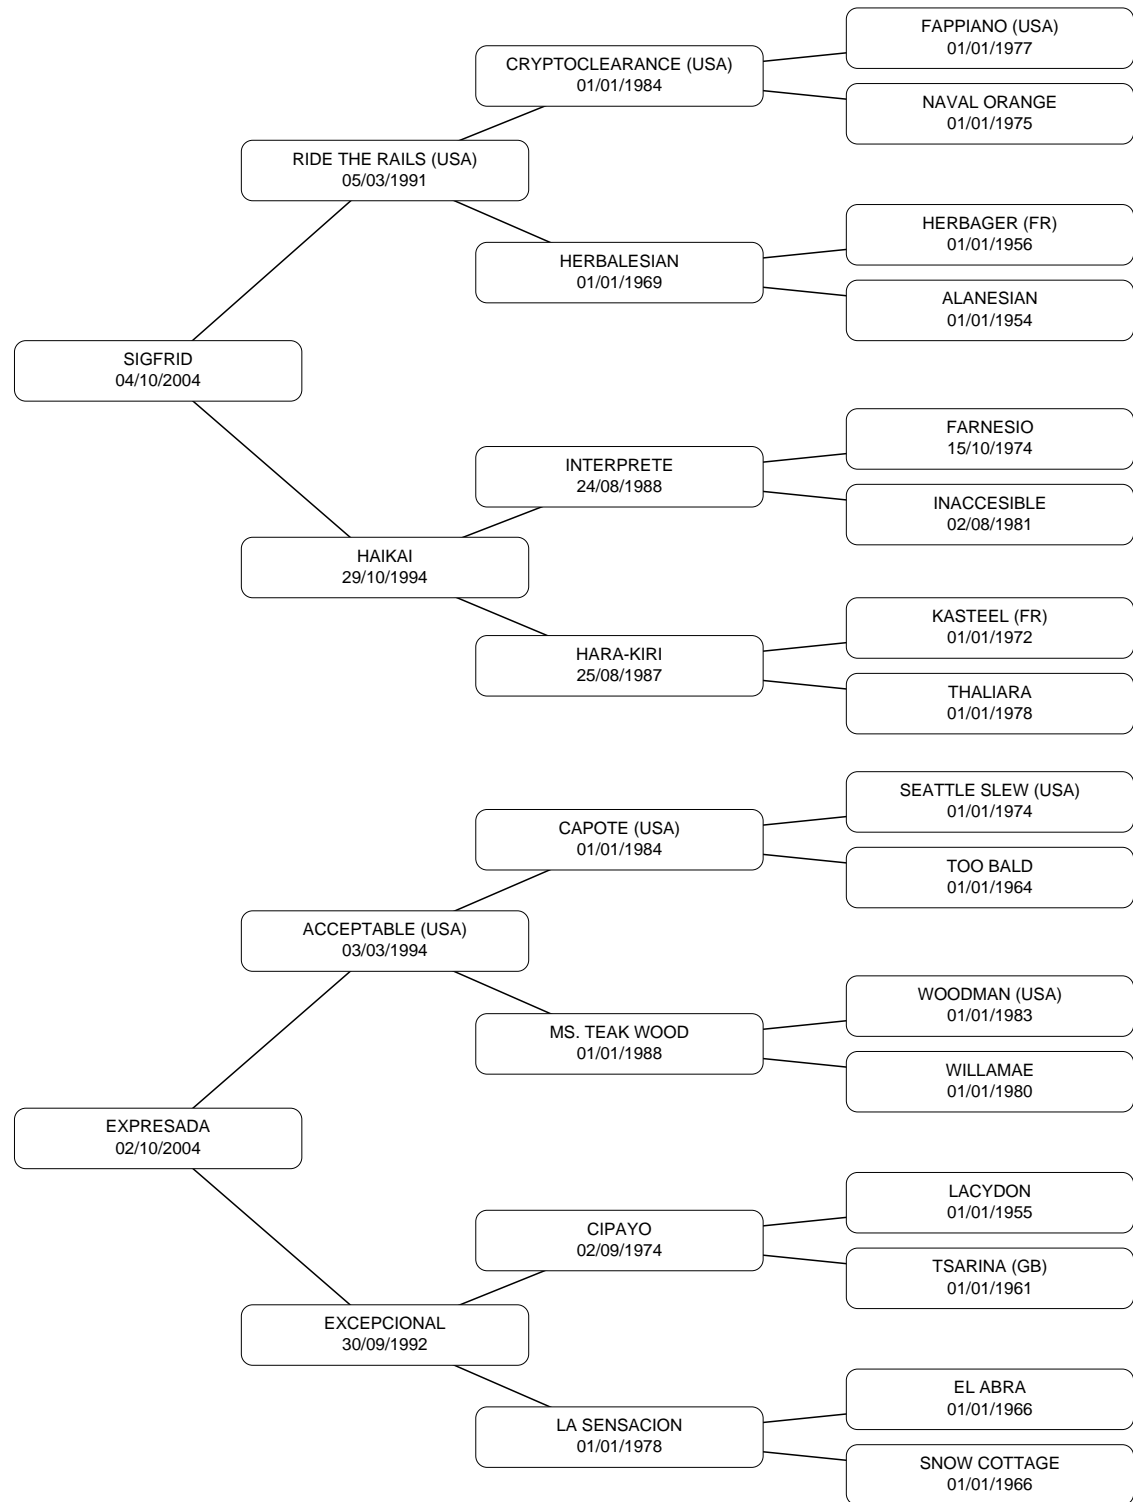 FAPPIANO (USA)
01/01/1977
CRYPTOCLEARANCE (USA)
01/01/1984
NAVAL ORANGE
01/01/1975
RIDE THE RAILS (USA)
05/03/1991
HERBAGER (FR)
01/01/1956
HERBALESIAN
01/01/1969
ALANESIAN
01/01/1954
SIGFRID
04/10/2004
FARNESIO
15/10/1974
INTERPRETE
24/08/1988
INACCESIBLE
02/08/1981
HAIKAI
29/10/1994
KASTEEL (FR)
01/01/1972
HARA-KIRI
25/08/1987
THALIARA
01/01/1978
SEATTLE SLEW (USA)
01/01/1974
CAPOTE (USA)
01/01/1984
TOO BALD
01/01/1964
ACCEPTABLE (USA)
03/03/1994
WOODMAN (USA)
01/01/1983
MS. TEAK WOOD
01/01/1988
WILLAMAE
01/01/1980
EXPRESADA
02/10/2004
LACYDON
01/01/1955
CIPAYO
02/09/1974
TSARINA (GB)
01/01/1961
EXCEPCIONAL
30/09/1992
EL ABRA
01/01/1966
LA SENSACION
01/01/1978
SNOW COTTAGE
01/01/1966